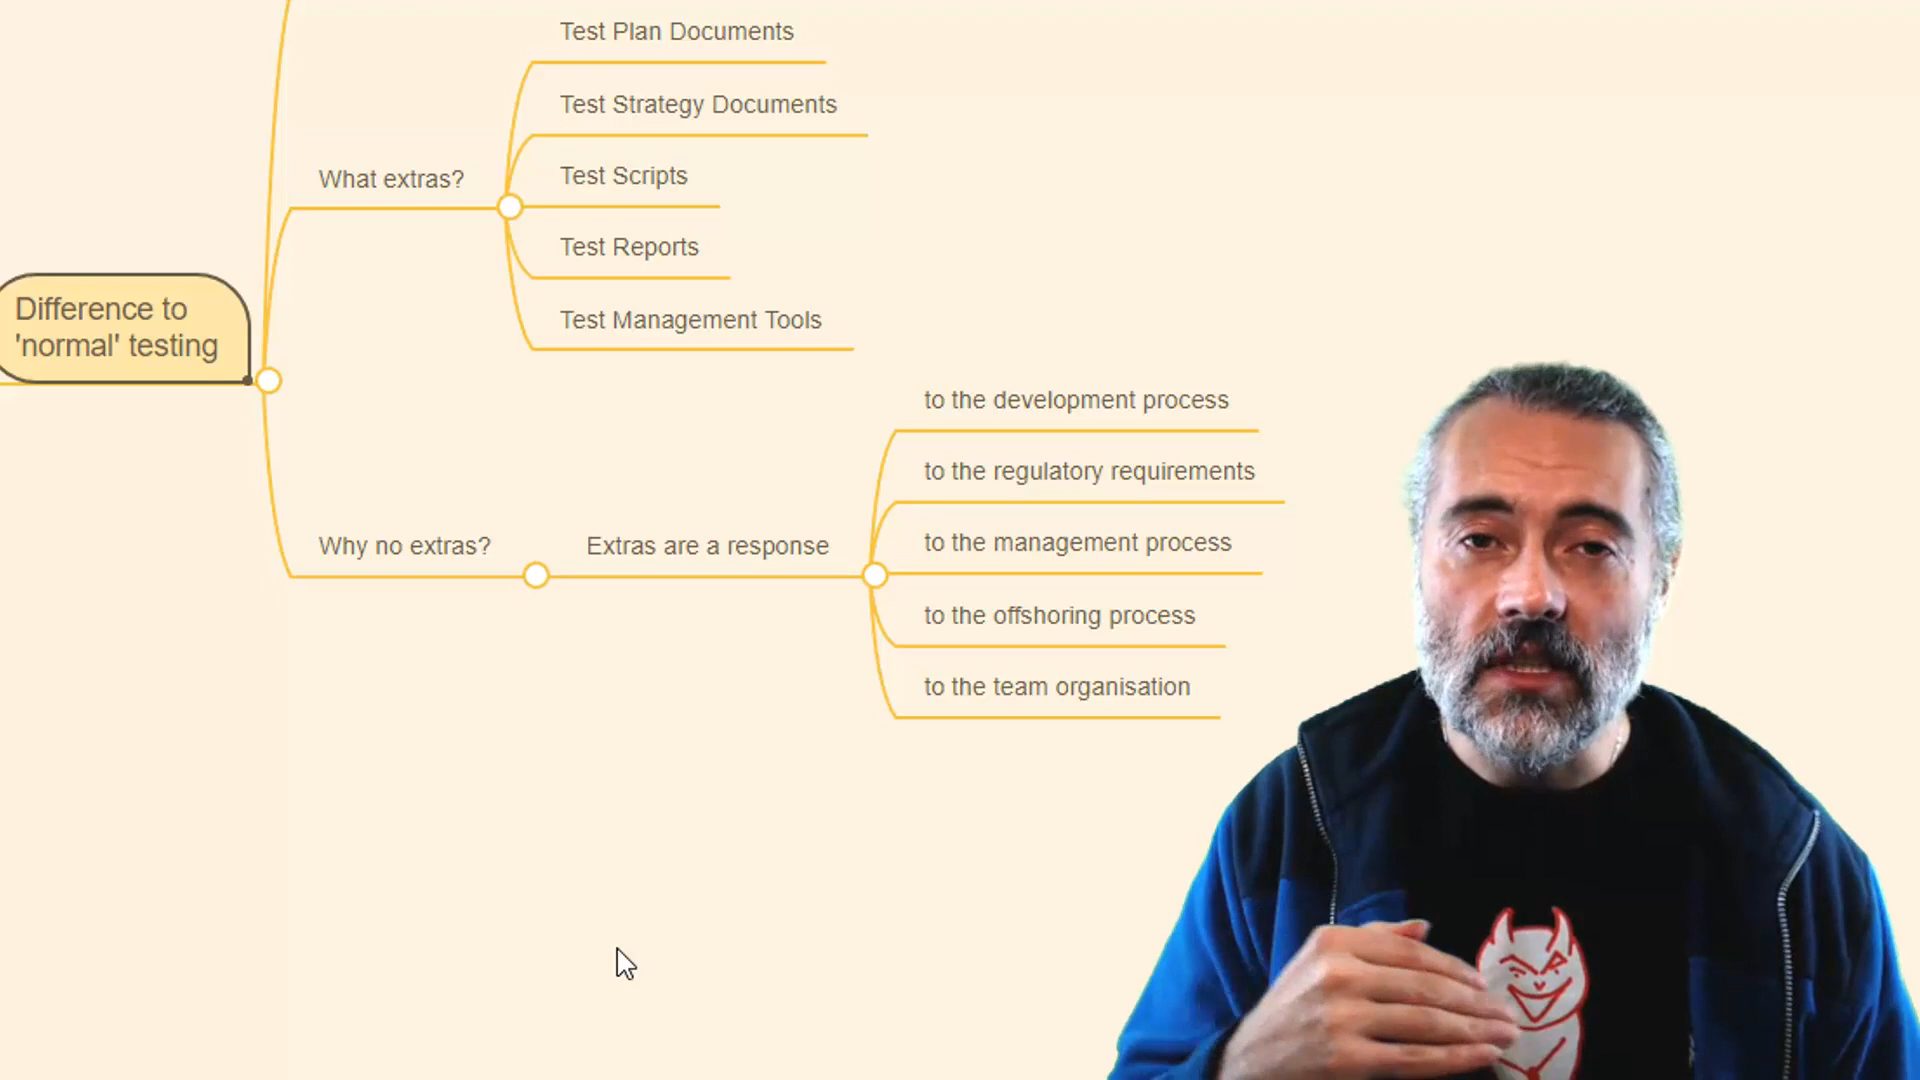 Test Plan Documents
Test Strategy Documents
What extras?
Test Scripts
Test Reports
Test Management Tools
Difference to
'normal' testing
to the development process
to the regulatory requirements
Why no extras?
Extras are a response
to the management process
to the offshoring process
to the team organisation